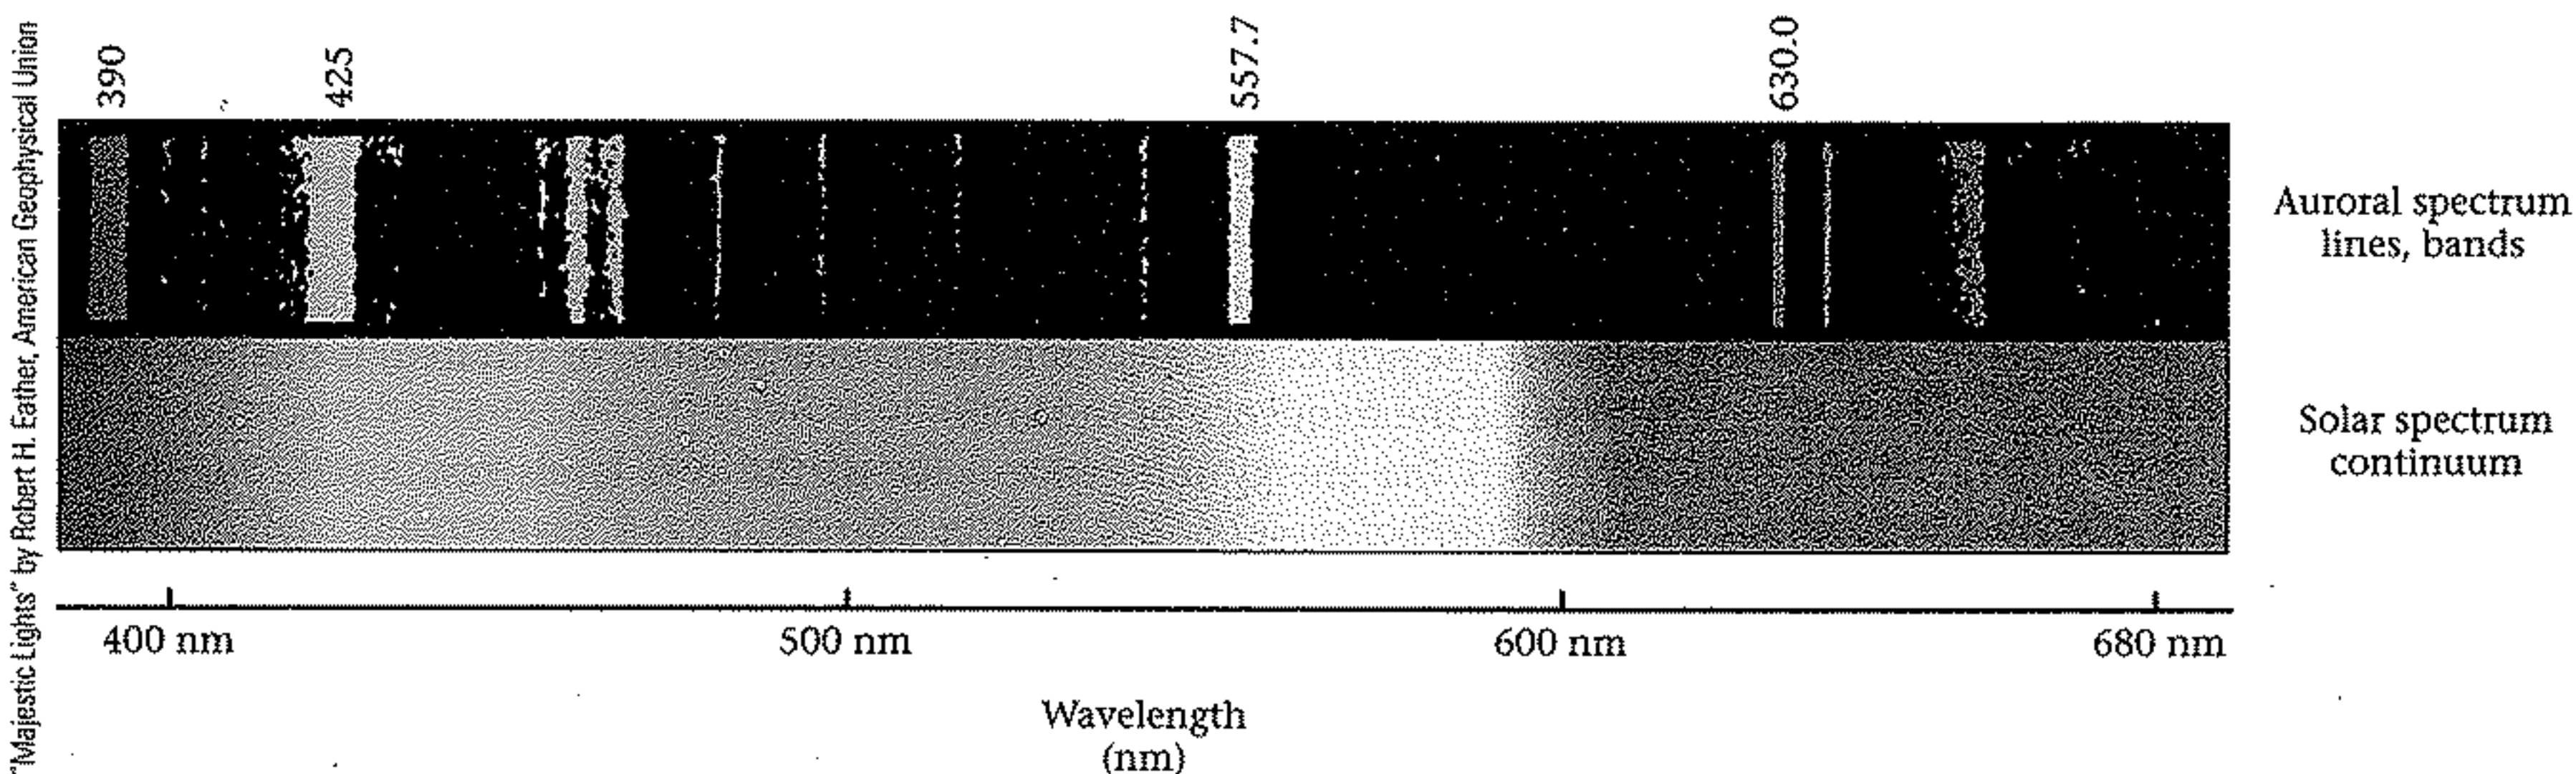 "Majestic Lights" by Robert H. Eather, American Geophysical Union
390
425
557.7
630.0
Auroral spectrum
lines, bands
Solar spectrum
continuum
400 nm
500 nm
600 nm
680 nm
Wavelength
(nm)